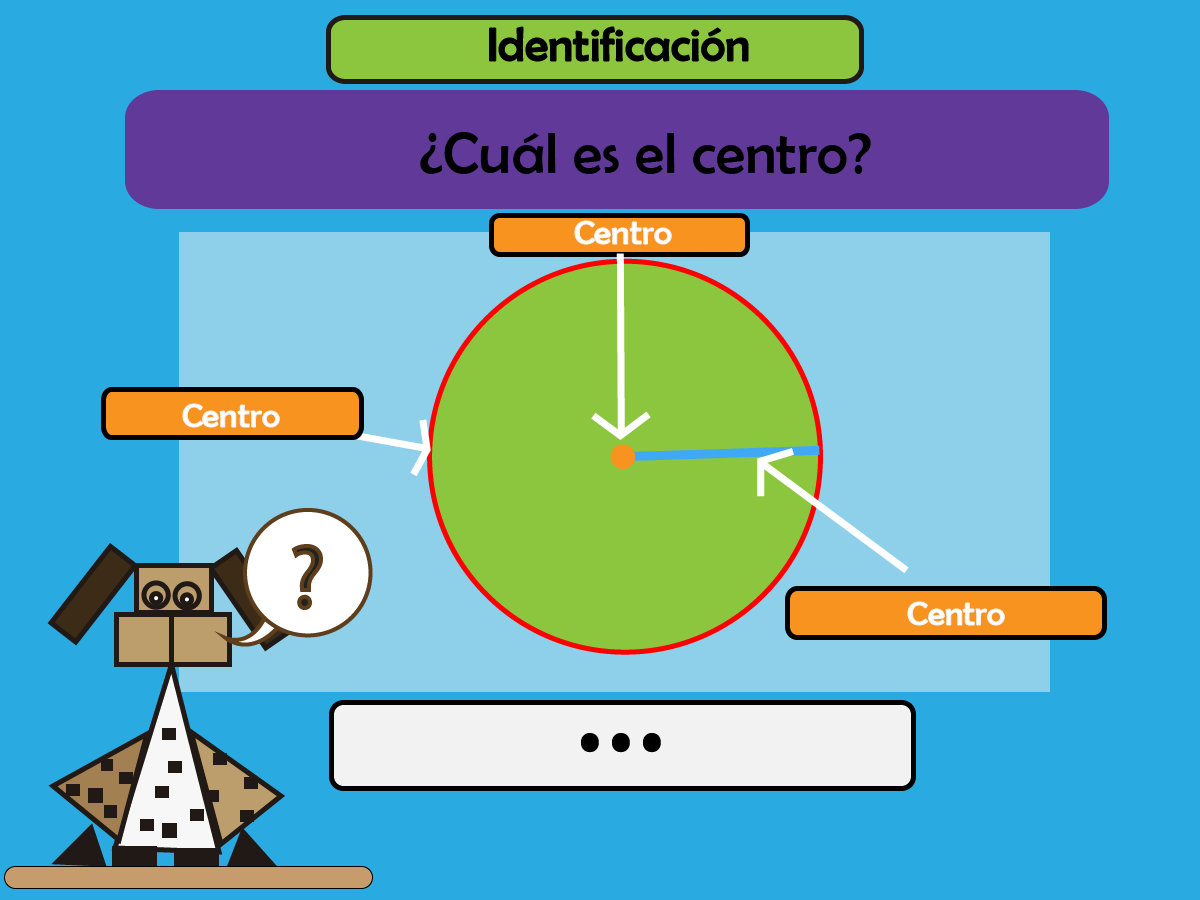 Identificación
¿Cuál es el centro?
Centro
Centro
?
Centro
•••